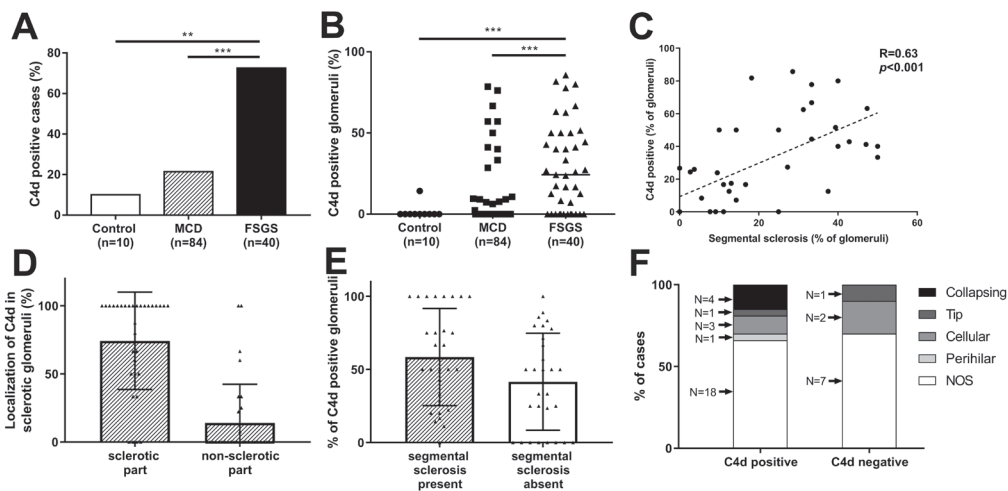 A
C4d positive cases (%)
80
60
40
20
0
**
***
Control
(n=10)
MCD
(n=84)
FSGS
(n=40)
B
C4d positive glomeruli (%)
100
50
0
***
***
Control
(n=10)
MCD
(n=84)
FSGS
(n=40)
C
C4d positive (% of glomeruli)
100
80
60
40
20
0
R=0.63
p<0.001
0
20
40
60
Segmental sclerosis (% of glomeruli)
D
Localization of C4d in
sclerotic glomeruli (%)
100
50
0
sclerotic
part
non-sclerotic
part
E
% of C4d positive glomeruli
100
50
0
segmental
sclerosis
present
segmental
sclerosis
absent
F
% of cases
100
50
0
N=4
N=1
N=3
N=1
N=18
N=1
N=2
N=7
C4d positive
C4d negative
Collapsing
Tip
Cellular
Perihilar
NOS